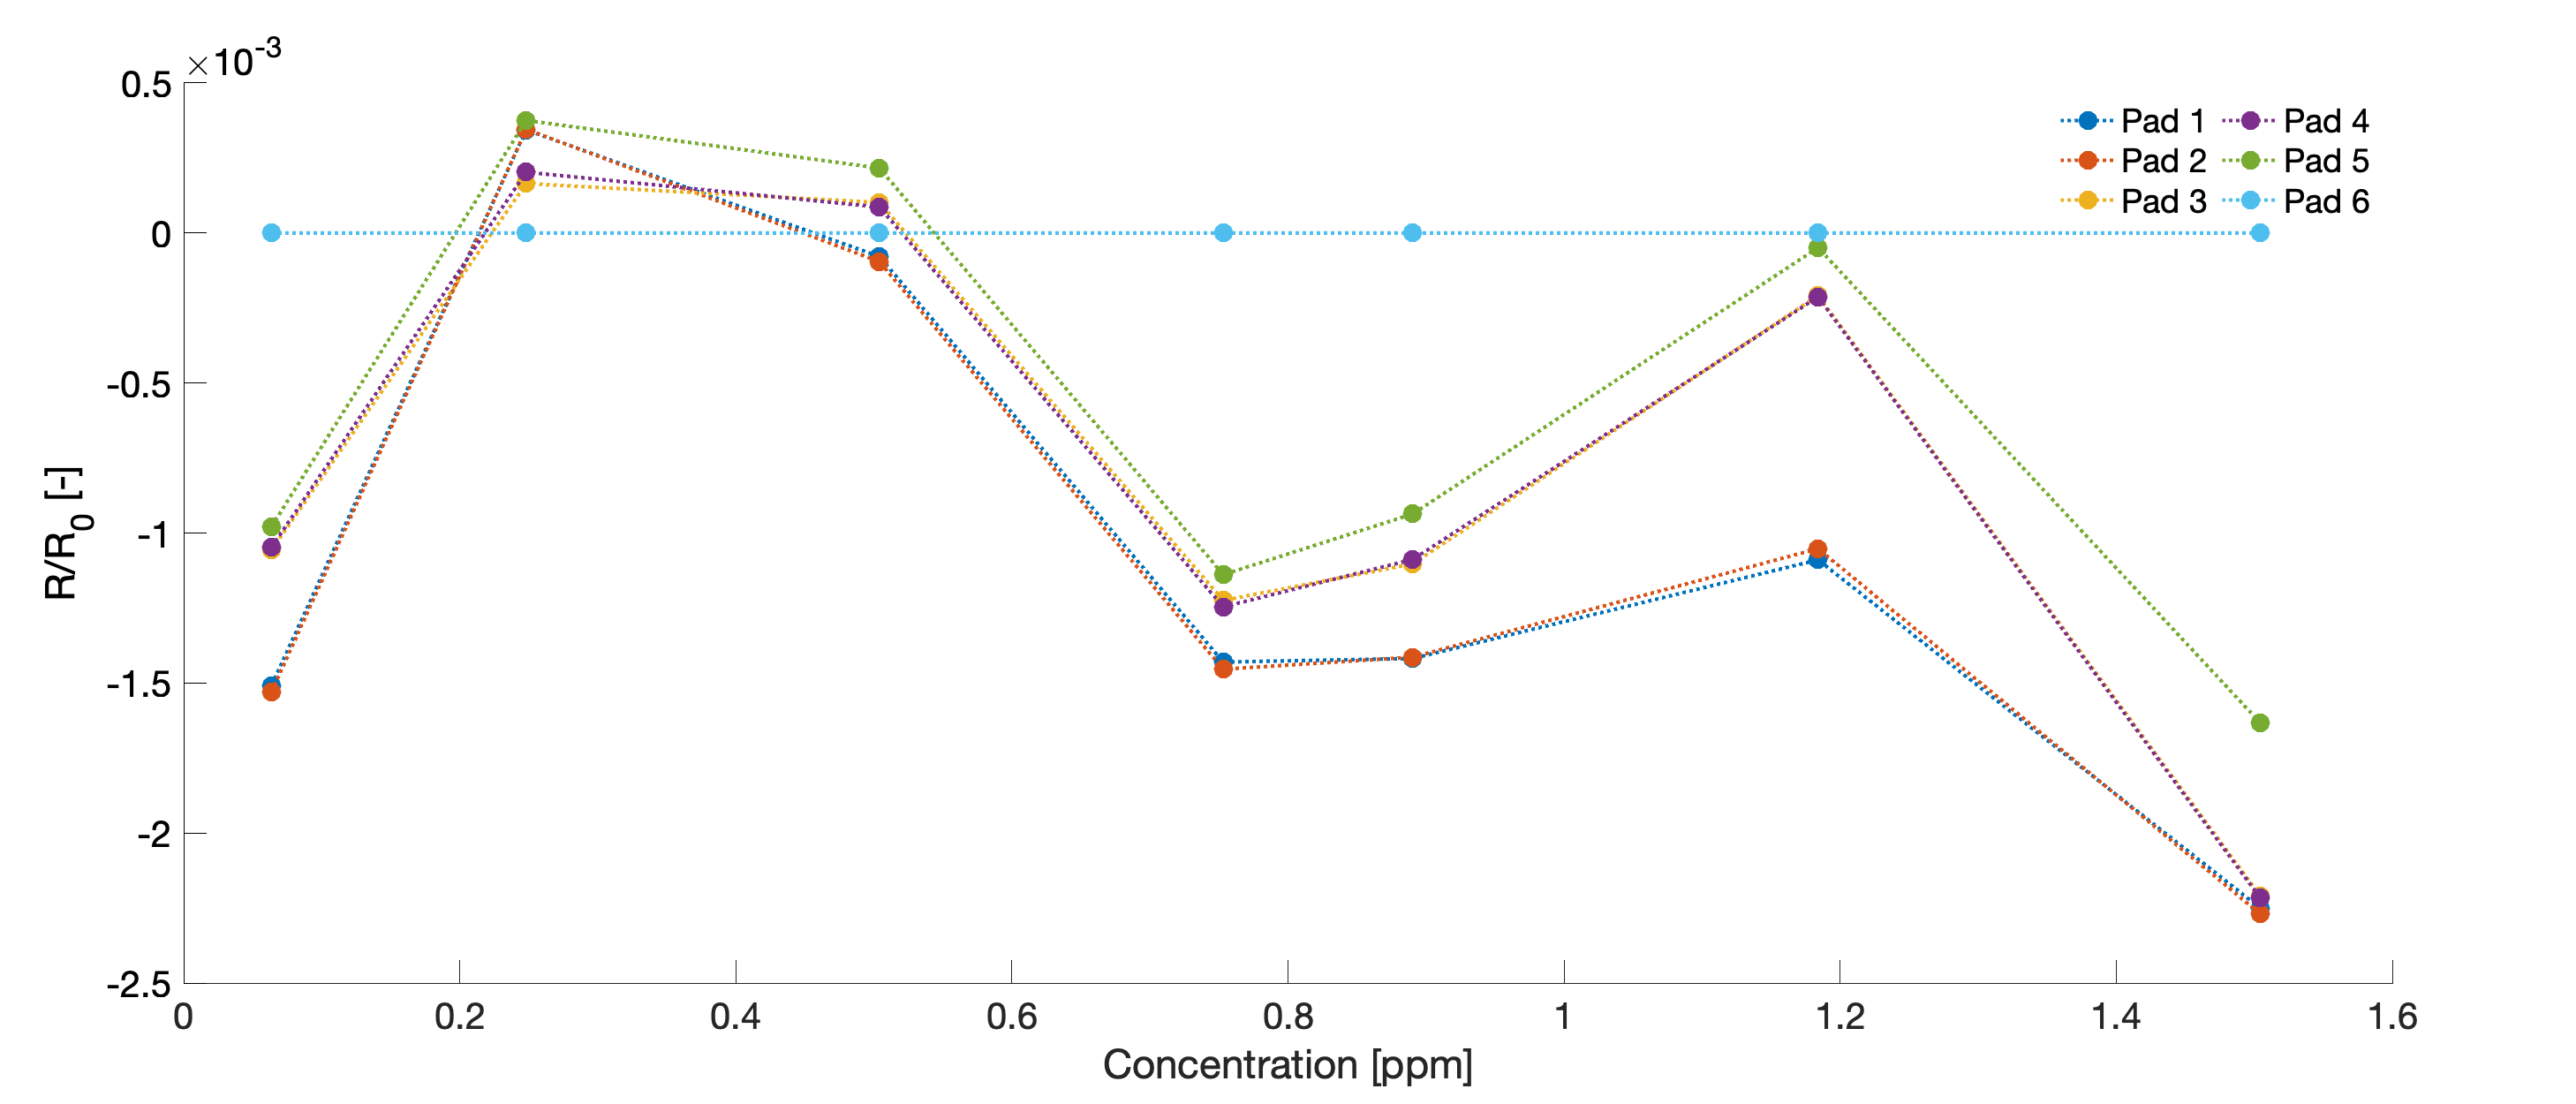 ×10⁻³
0.5
0
-0.5
-1
-1.5
-2
-2.5
R/R₀ [-]
0 0.2 0.4 0.6 0.8 1 1.2 1.4 1.6
Concentration [ppm]
Pad 1 Pad 4
Pad 2 Pad 5
Pad 3 Pad 6